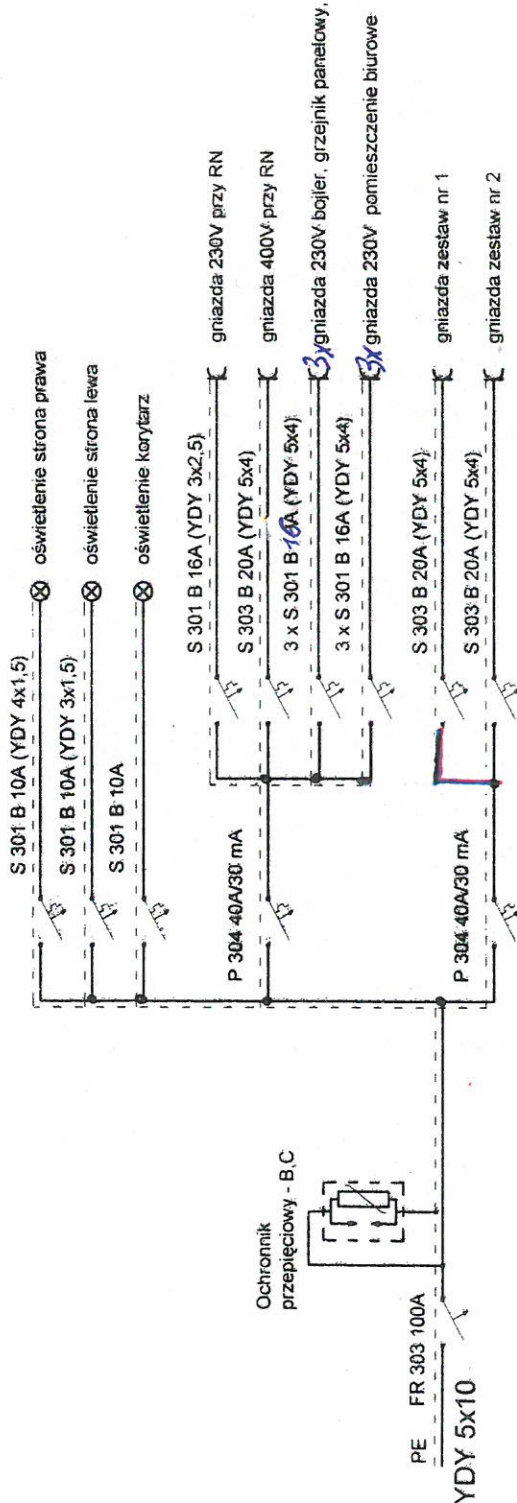 S 301 B 10A (YDY 4x1,5)
oświetlenie strona prawa
S 301 B 10A (YDY 3x1,5)
oświetlenie strona lewa
S 301 B 10A
oświetlenie korytarz
S 301 B 16A (YDY 3x2,5)
gniazda 230V przy RN
S 303 B 20A (YDY 5x4)
gniazda 400V przy RN
3 x S 301 B 16A (YDY 5x4)
3x gniazda 230V bojler, grzejnik panelowy,
3 x S 301 B 16A (YDY 5x4)
3x gniazda 230V pomieszczenie biurowe
P 304 40A/30 mA
S 303 B 20A (YDY 5x4)
gniazda zestaw nr 1
S 303 B 20A (YDY 5x4)
gniazda zestaw nr 2
P 304 40A/30 mA
Ochronnik
przepięciowy - B,C
PE FR 303 100A
YDY 5x10